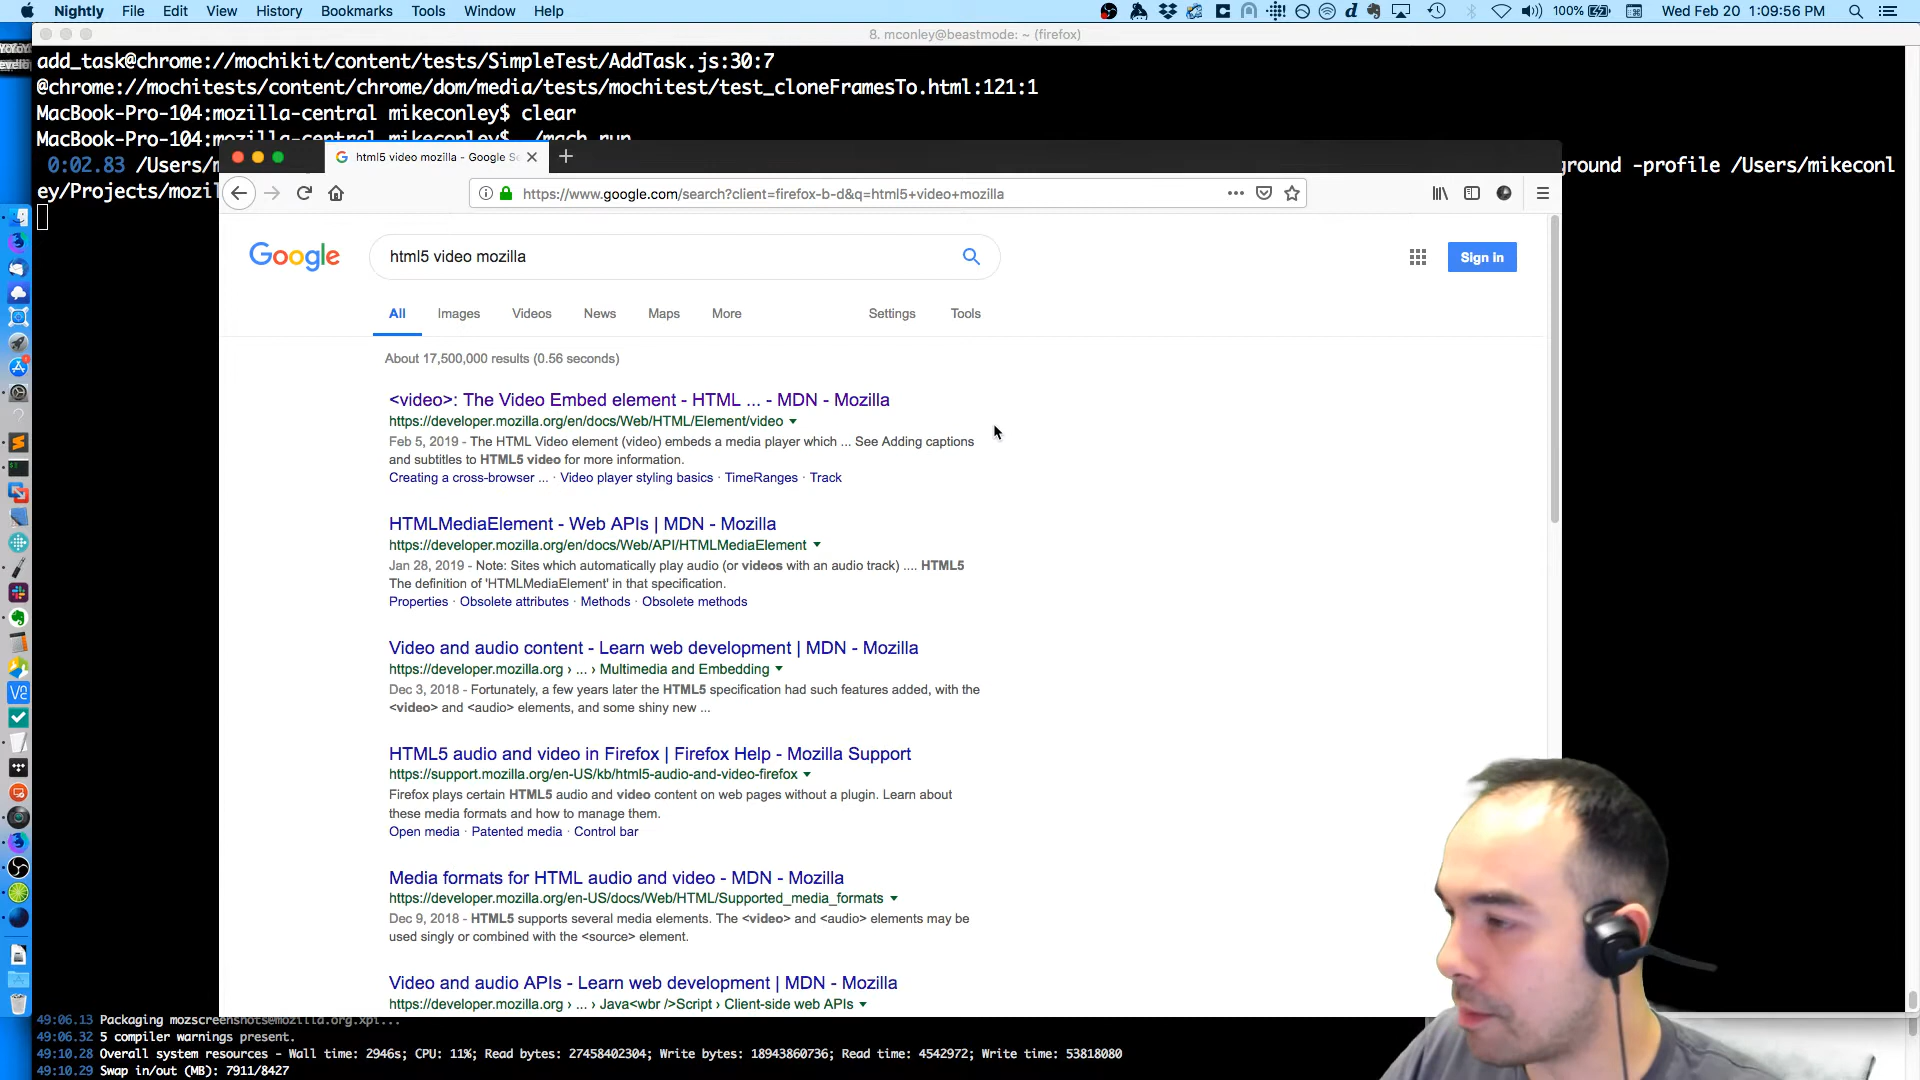 Nightly File Edit View History Bookmarks Tools Window Help
100% Wed Feb 20 1:09:56 PM
8. mconley@beastmode: ~ (firefox)
add_task@chrome://mochikit/content/tests/SimpleTest/AddTask.js:30:7
@chrome://mochitests/content/chrome/dom/media/tests/mochitest/test_cloneFramesTo.html:121:1
MacBook-Pro-104:mozilla-central mikeconley$ clear
MacBook-Pro-104:mozilla-central mikeconley$ ./mach run
0:02.83 /Users/m
ground -profile /Users/mikeconl
ey/Projects/mozil
html5 video mozilla - Google Se
https://www.google.com/search?client=firefox-b-d&q=html5+video+mozilla
Google
html5 video mozilla
Sign in
All Images Videos News Maps More Settings Tools
About 17,500,000 results (0.56 seconds)
<video>: The Video Embed element - HTML ... - MDN - Mozilla
https://developer.mozilla.org/en/docs/Web/HTML/Element/video
Feb 5, 2019 - The HTML Video element (video) embeds a media player which ... See Adding captions
and subtitles to HTML5 video for more information.
Creating a cross-browser ... · Video player styling basics · TimeRanges · Track
HTMLMediaElement - Web APIs | MDN - Mozilla
https://developer.mozilla.org/en/docs/Web/API/HTMLMediaElement
Jan 28, 2019 - Note: Sites which automatically play audio (or videos with an audio track) .... HTML5
The definition of 'HTMLMediaElement' in that specification.
Properties · Obsolete attributes · Methods · Obsolete methods
Video and audio content - Learn web development | MDN - Mozilla
https://developer.mozilla.org › ... › Multimedia and Embedding
Dec 3, 2018 - Fortunately, a few years later the HTML5 specification had such features added, with the
<video> and <audio> elements, and some shiny new ...
HTML5 audio and video in Firefox | Firefox Help - Mozilla Support
https://support.mozilla.org/en-US/kb/html5-audio-and-video-firefox
Firefox plays certain HTML5 audio and video content on web pages without a plugin. Learn about
these media formats and how to manage them.
Open media · Patented media · Control bar
Media formats for HTML audio and video - MDN - Mozilla
https://developer.mozilla.org/en-US/docs/Web/HTML/Supported_media_formats
Dec 9, 2018 - HTML5 supports several media elements. The <video> and <audio> elements may be
used singly or combined with the <source> element.
Video and audio APIs - Learn web development | MDN - Mozilla
https://developer.mozilla.org › ... › Java<wbr />Script › Client-side web APIs
49:06.13 Packaging mozscreenshots@mozilla.org.xpi...
49:06.32 5 compiler warnings present.
49:10.28 Overall system resources - Wall time: 2946s; CPU: 11%; Read bytes: 27458402304; Write bytes: 18943860736; Read time: 4542972; Write time: 53818080
49:10.29 Swap in/out (MB): 7911/8427